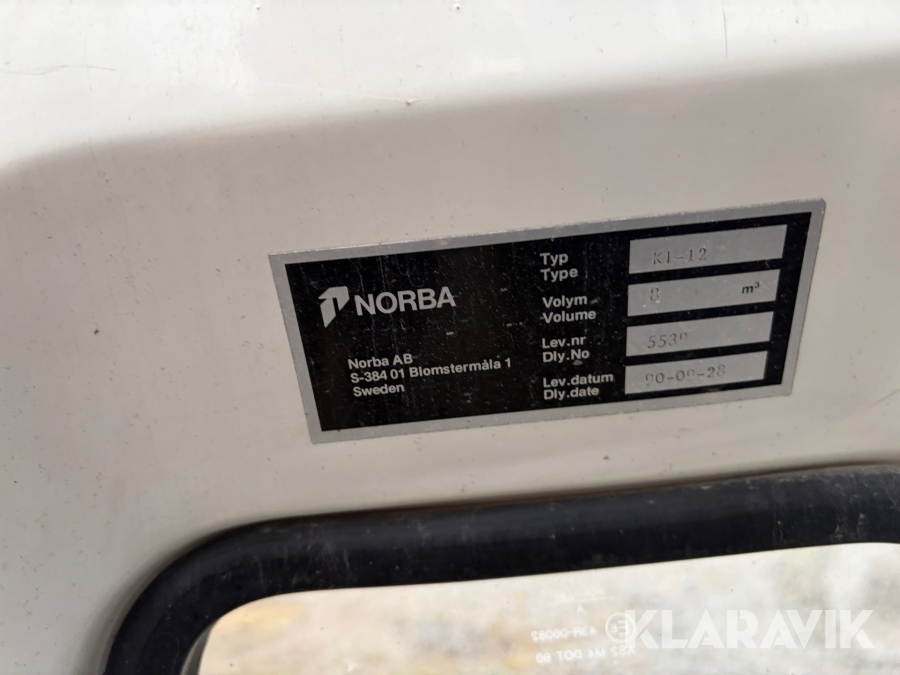 NORBA
Norba AB
S-384 01 Blomstermåla 1
Sweden
Typ
Type
KI-12
Volym
Volume
8 m³
Lev.nr
Dly.No
5539
Lev.datum
Dly.date
90-09-28
KLARAVIK